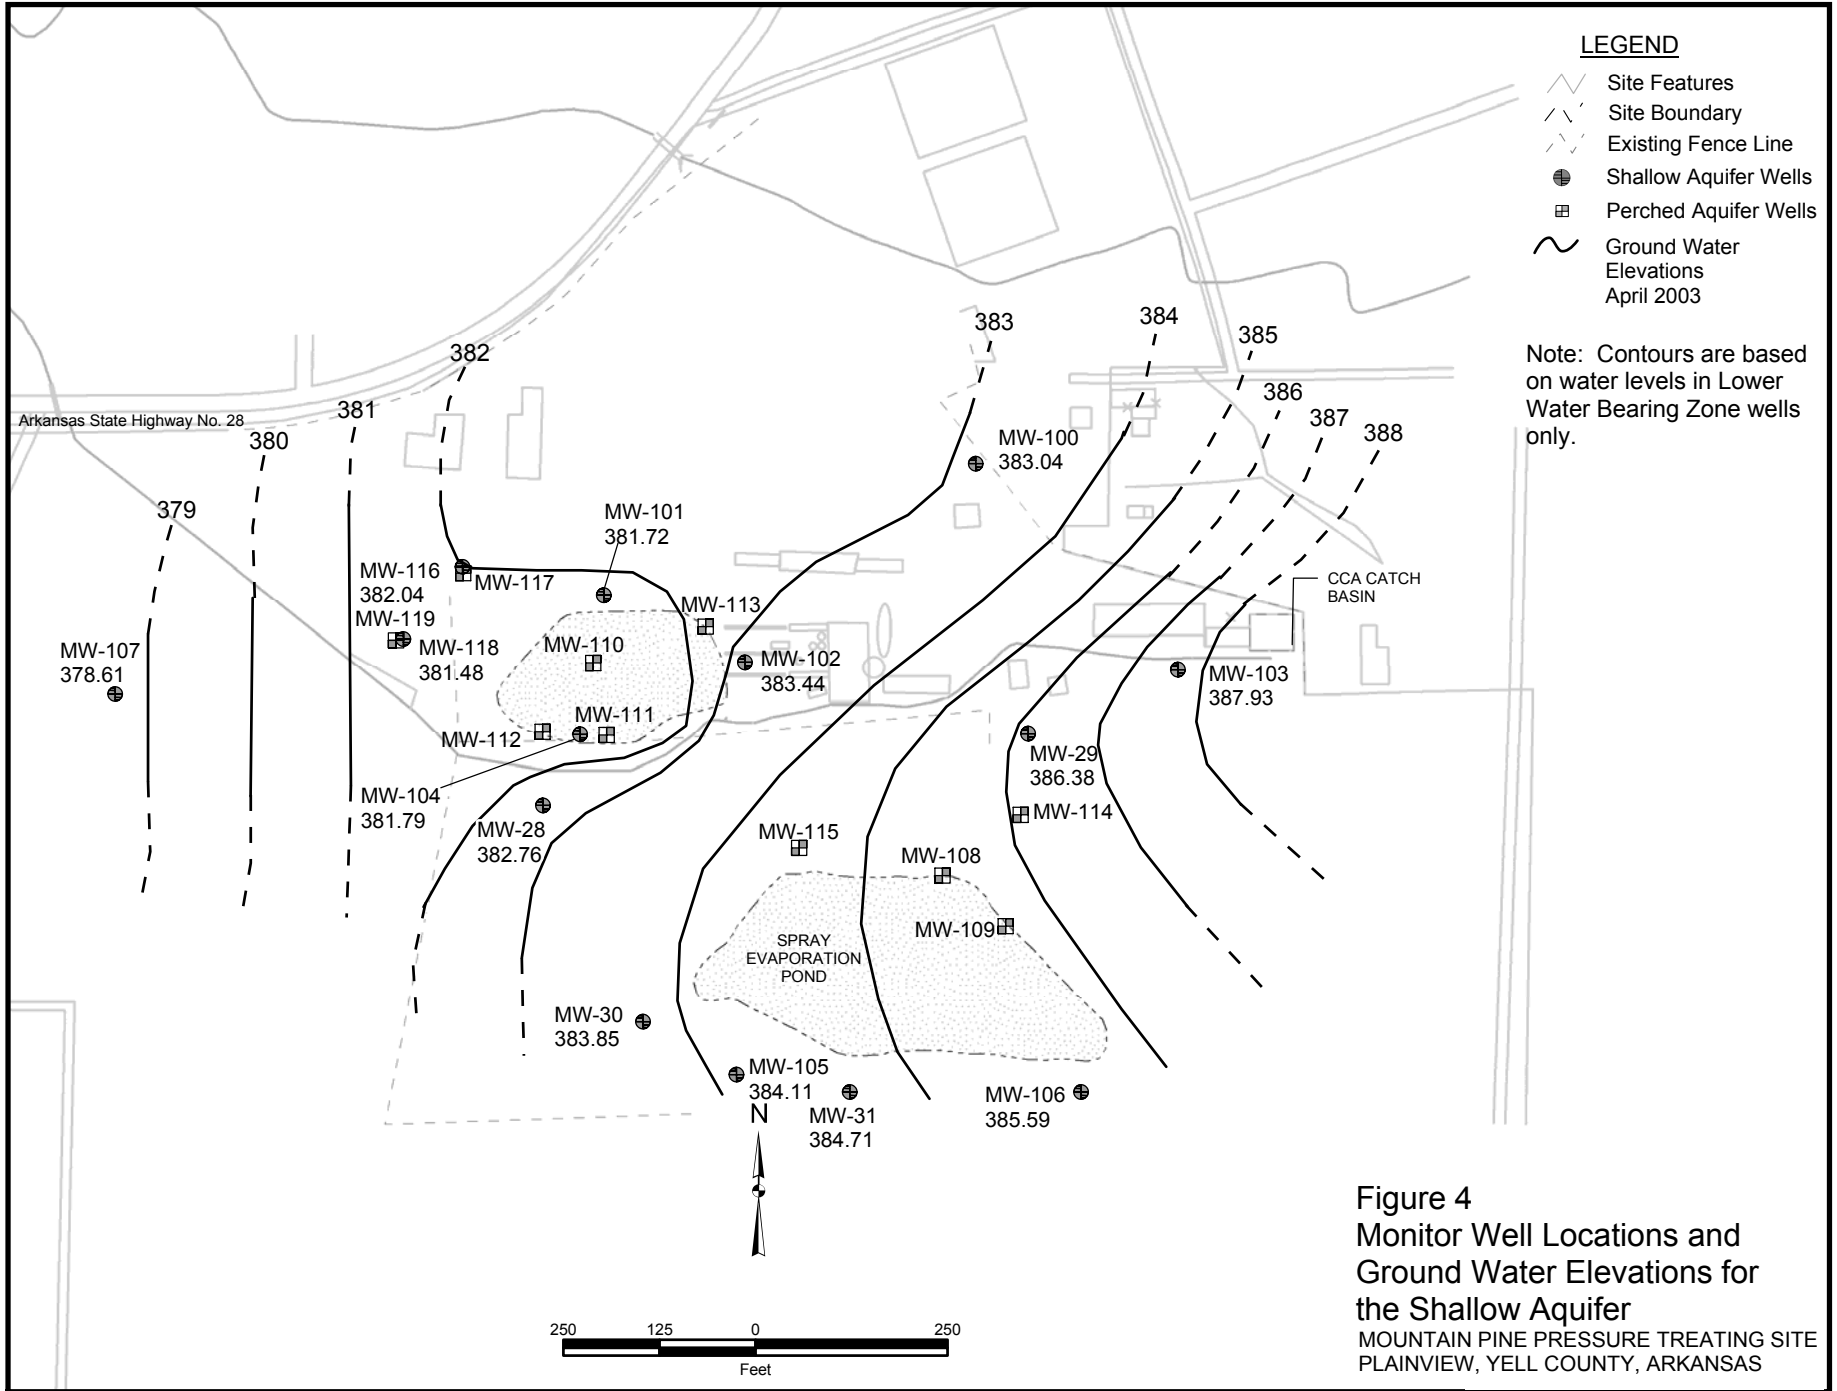 LEGEND
Site Features
Site Boundary
Existing Fence Line
Shallow Aquifer Wells
Perched Aquifer Wells
Ground Water
Elevations
April 2003
Note:  Contours are based
on water levels in Lower
Water Bearing Zone wells
only.
383
384
385
386
387
388
382
381
380
379
Arkansas State Highway No. 28
MW-100
383.04
MW-101
381.72
MW-116
382.04
MW-117
MW-119
MW-118
381.48
MW-113
MW-110
MW-107
378.61
MW-102
383.44
CCA CATCH
BASIN
MW-103
387.93
MW-111
MW-112
MW-29
386.38
MW-104
381.79
MW-114
MW-28
382.76
MW-115
MW-108
MW-109
SPRAY
EVAPORATION
POND
MW-30
383.85
MW-105
384.11
MW-31
384.71
MW-106
385.59
N
250
125
0
250
Feet
Figure 4
Monitor Well Locations and
Ground Water Elevations for
the Shallow Aquifer
MOUNTAIN PINE PRESSURE TREATING SITE
PLAINVIEW, YELL COUNTY, ARKANSAS